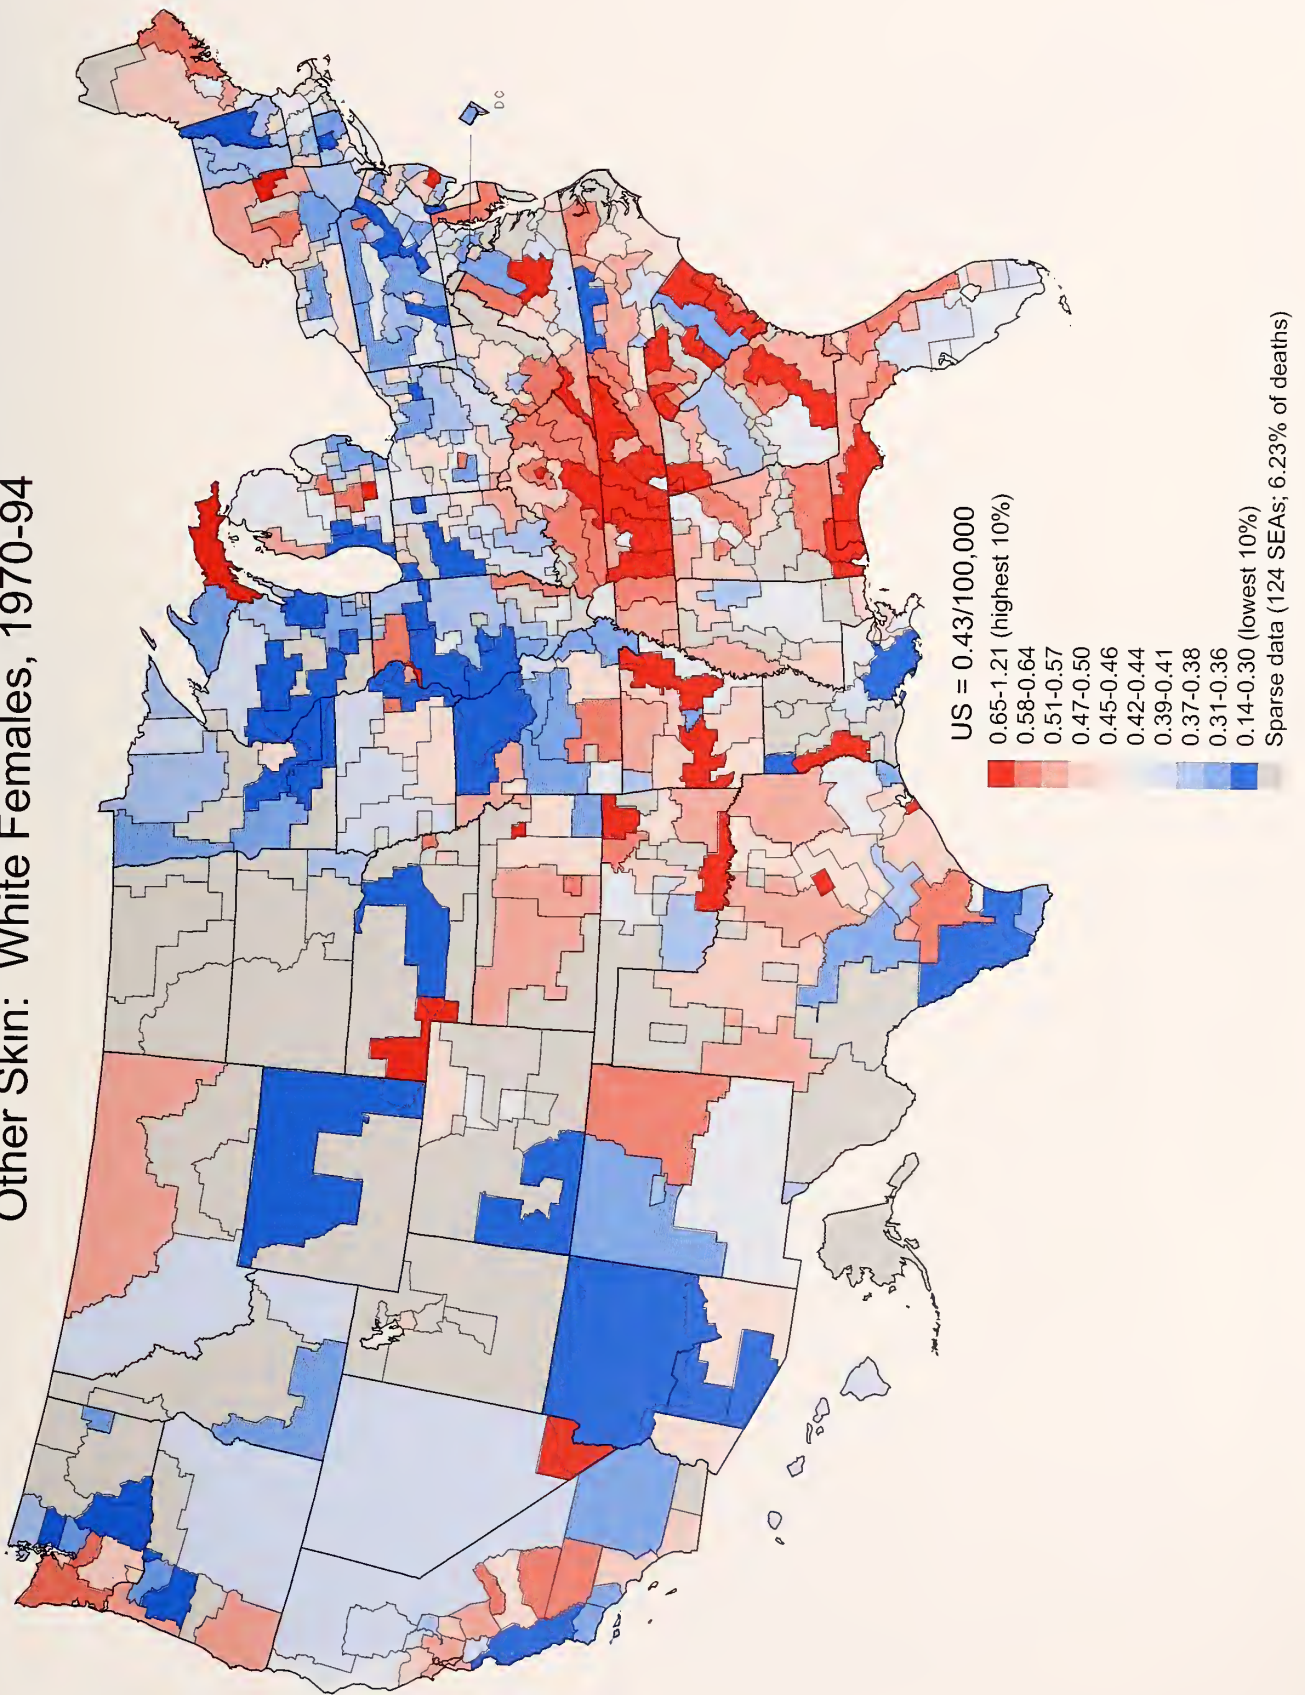 Other Skin: White Females, 1970-94
DC
US = 0.43/100,000
0.65-1.21 (highest 10%)
0.58-0.64
0.51-0.57
0.47-0.50
0.45-0.46
0.42-0.44
0.39-0.41
0.37-0.38
0.31-0.36
0.14-0.30 (lowest 10%)
Sparse data (124 SEAs; 6.23% of deaths)